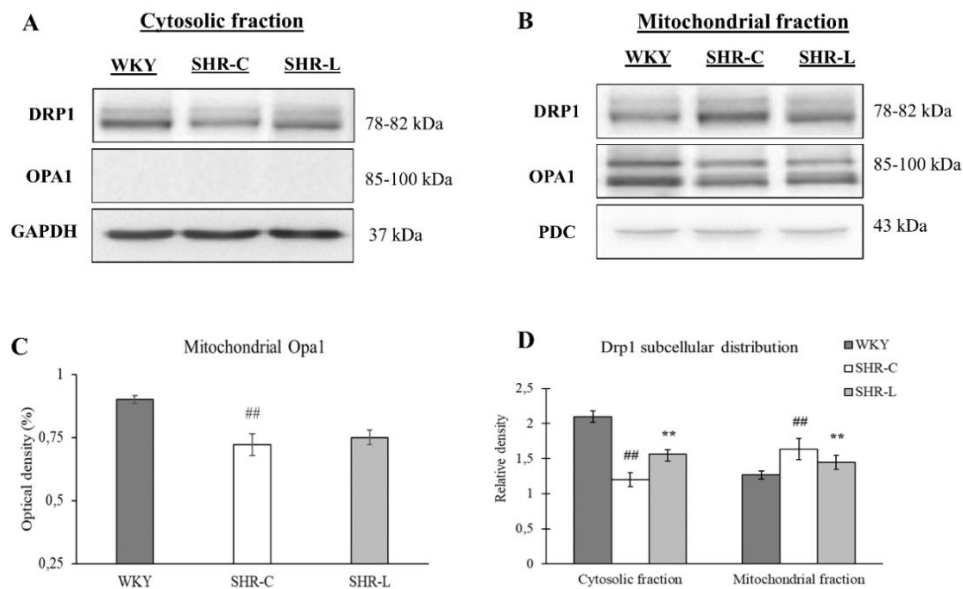 A
Cytosolic fraction
WKY SHR-C SHR-L
DRP1 78-82 kDa
OPA1 85-100 kDa
GAPDH 37 kDa
B
Mitochondrial fraction
WKY SHR-C SHR-L
DRP1 78-82 kDa
OPA1 85-100 kDa
PDC 43 kDa
C
Mitochondrial Opa1
Optical density (%)
1
0,75
0,5
0,25
##
WKY SHR-C SHR-L
D
Drp1 subcellular distribution
WKY
SHR-C
SHR-L
Relative density
2,5
2
1,5
1
0,5
0
## ** ## **
Cytosolic fraction Mitochondrial fraction